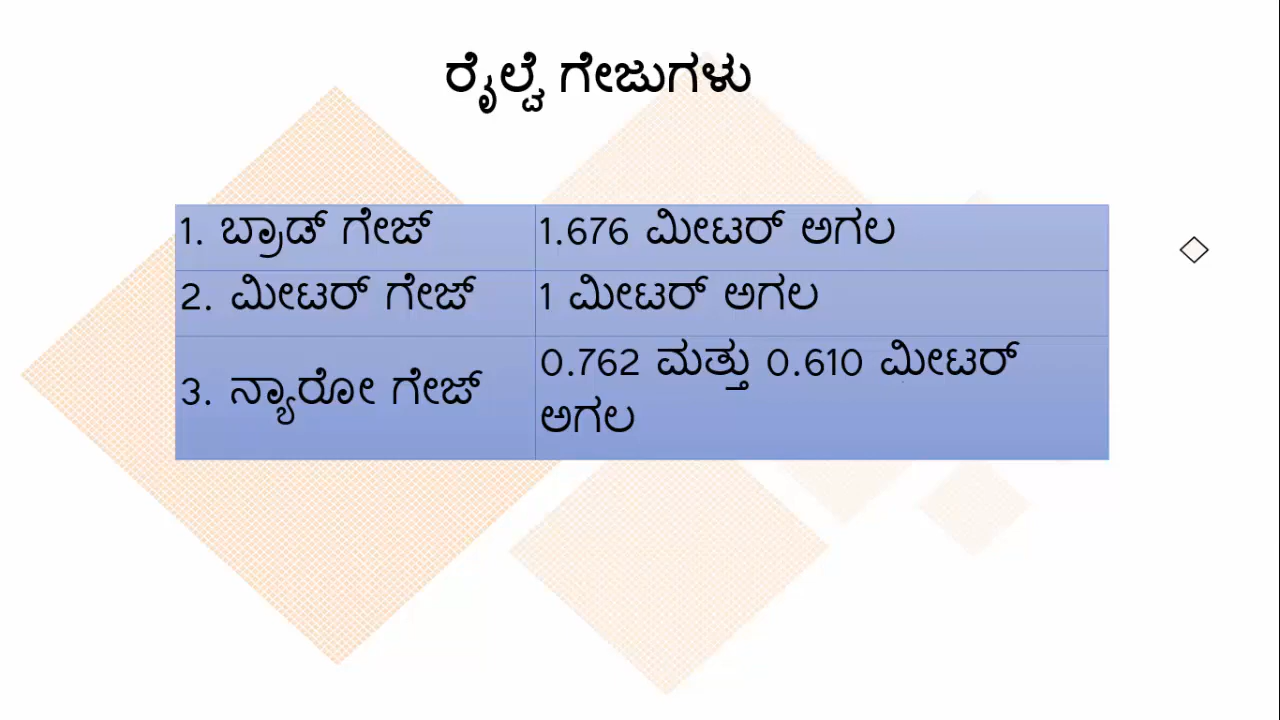 ರೈಲ್ವೆ ಗೇಜುಗಳು
1. ಬ್ರಾಡ್ ಗೇಜ್ 1.676 ಮೀಟರ್ ಅಗಲ
2. ಮೀಟರ್ ಗೇಜ್ 1 ಮೀಟರ್ ಅಗಲ
3. ನ್ಯಾರೋ ಗೇಜ್ 0.762 ಮತ್ತು 0.610 ಮೀಟರ್
ಅಗಲ